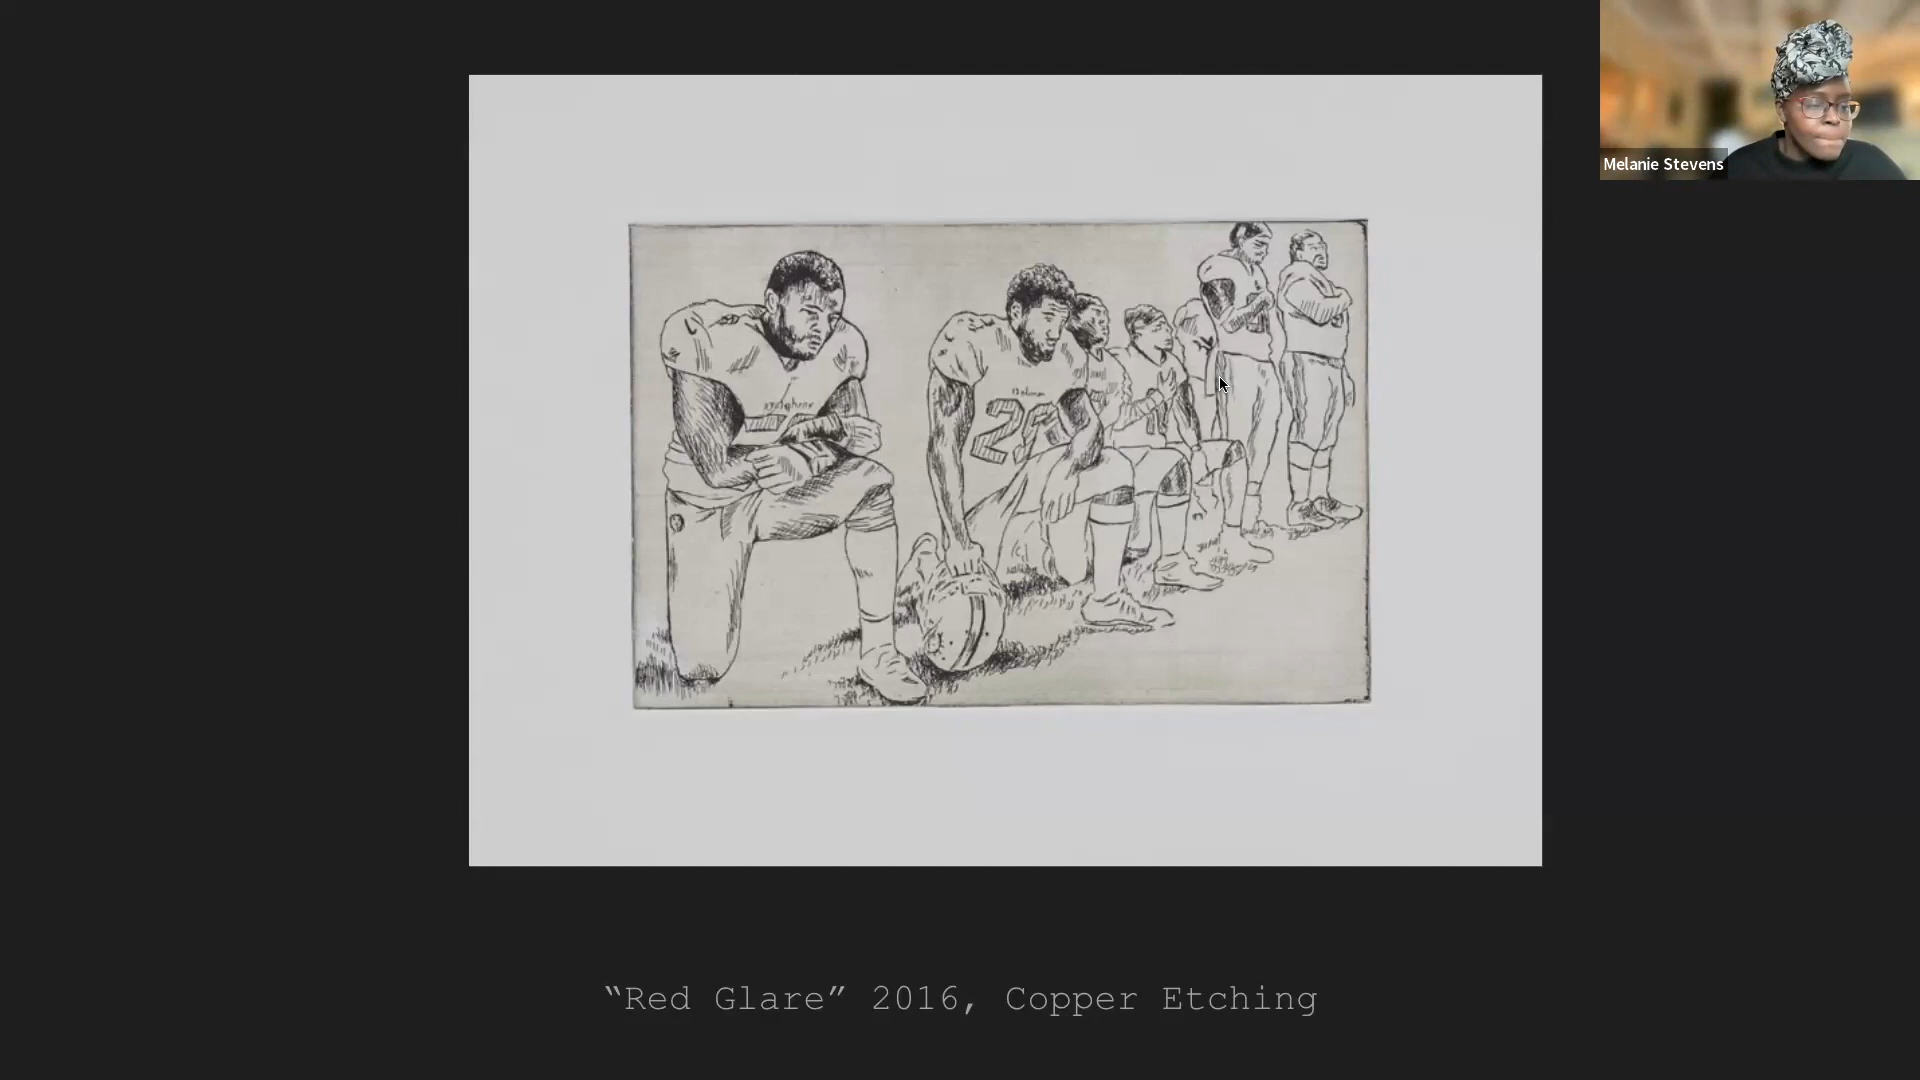 Melanie Stevens
“Red Glare” 2016, Copper Etching